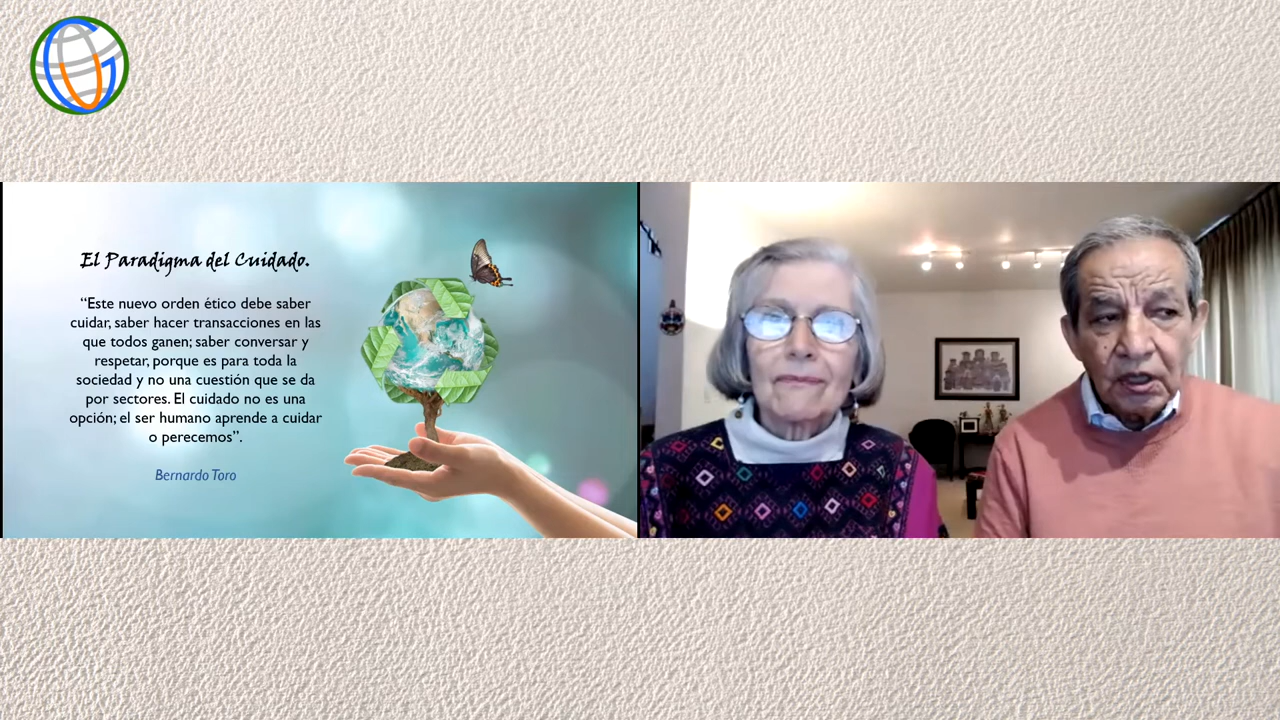 El Paradigma del Cuidado.
“Este nuevo orden ético debe saber
cuidar, saber hacer transacciones en las
que todos ganen; saber conversar y
respetar, porque es para toda la
sociedad y no una cuestión que se da
por sectores. El cuidado no es una
opción; el ser humano aprende a cuidar
o perecemos”.
Bernardo Toro